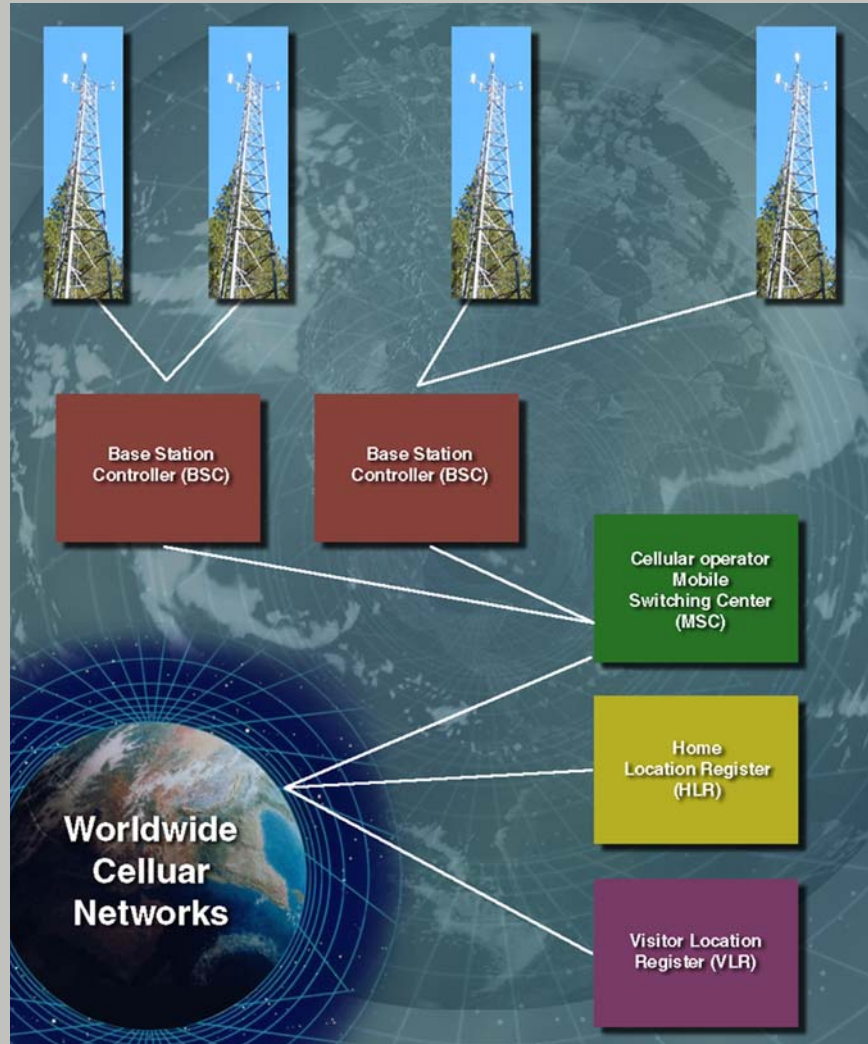 Base Station
Controller (BSC)
Base Station
Controller (BSC)
Cellular operator
Mobile
Switching Center
(MSC)
Home
Location Register
(HLR)
Worldwide
Celluar
Networks
Visitor Location
Register (VLR)